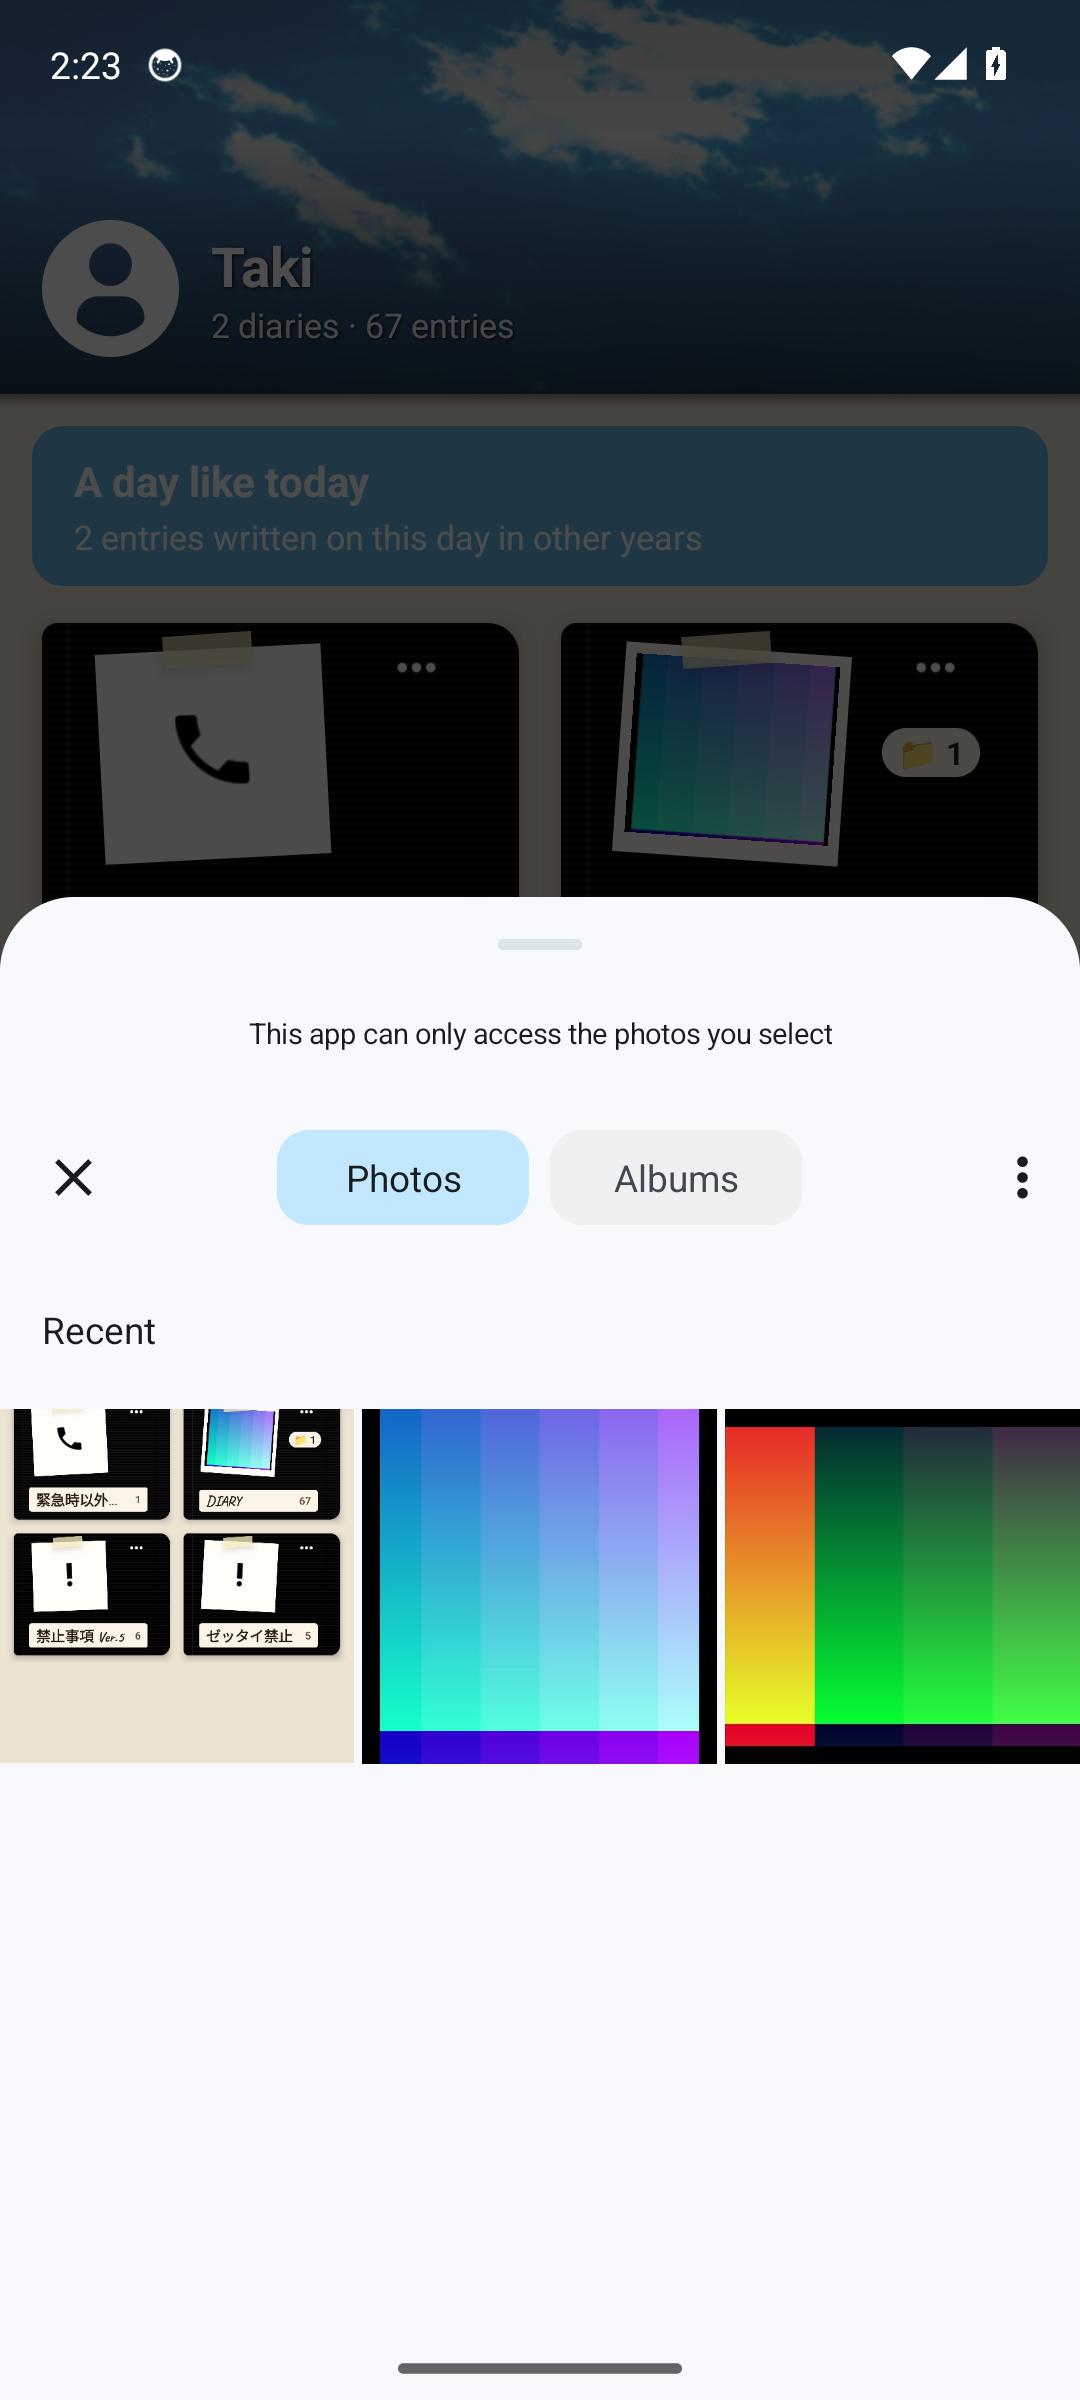 2:23
Taki
2 diaries · 67 entries
A day like today
2 entries written on this day in other years
1
This app can only access the photos you select
Photos
Albums
Recent
1
緊急時以外... 1
DIARY 67
!
!
禁止事項 Ver.5 6
ゼッタイ禁止 5